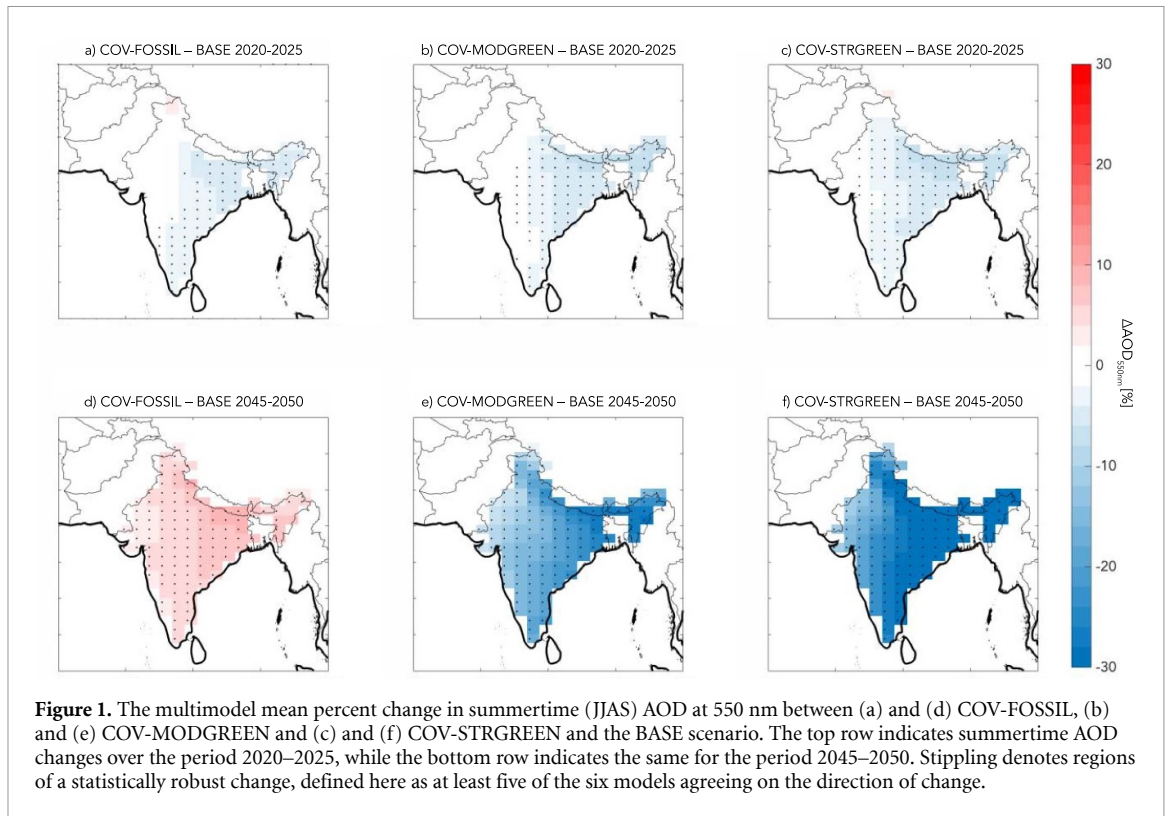 a) COV-FOSSIL – BASE 2020-2025
b) COV-MODGREEN – BASE 2020-2025
c) COV-STRGREEN – BASE 2020-2025
30
20
10
0
-10
-20
-30
ΔAOD550nm [%]
d) COV-FOSSIL – BASE 2045-2050
e) COV-MODGREEN – BASE 2045-2050
f) COV-STRGREEN – BASE 2045-2050
Figure 1. The multimodel mean percent change in summertime (JJAS) AOD at 550 nm between (a) and (d) COV-FOSSIL, (b)
and (e) COV-MODGREEN and (c) and (f) COV-STRGREEN and the BASE scenario. The top row indicates summertime AOD
changes over the period 2020–2025, while the bottom row indicates the same for the period 2045–2050. Stippling denotes regions
of a statistically robust change, defined here as at least five of the six models agreeing on the direction of change.